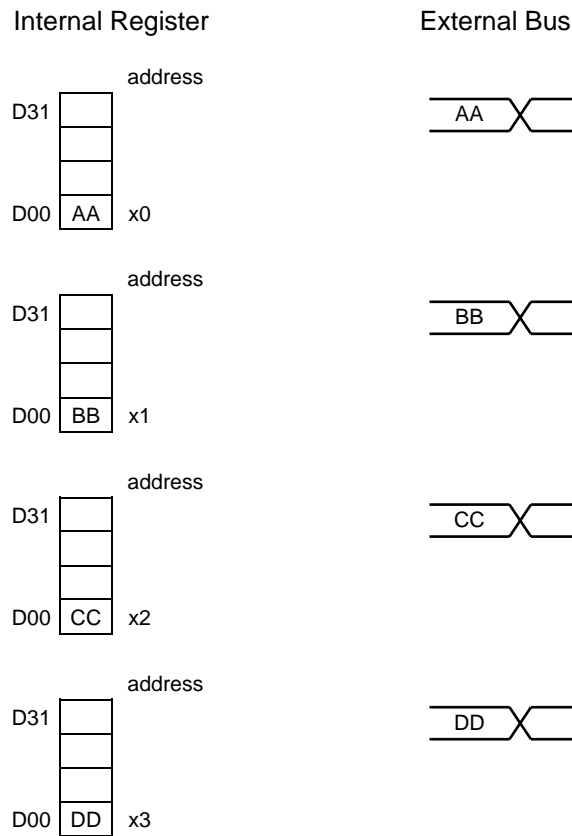 Internal Register External Bus
address
D31 AA
D00 AA x0
address
D31 BB
D00 BB x1
address
D31 CC
D00 CC x2
address
D31 DD
D00 DD x3